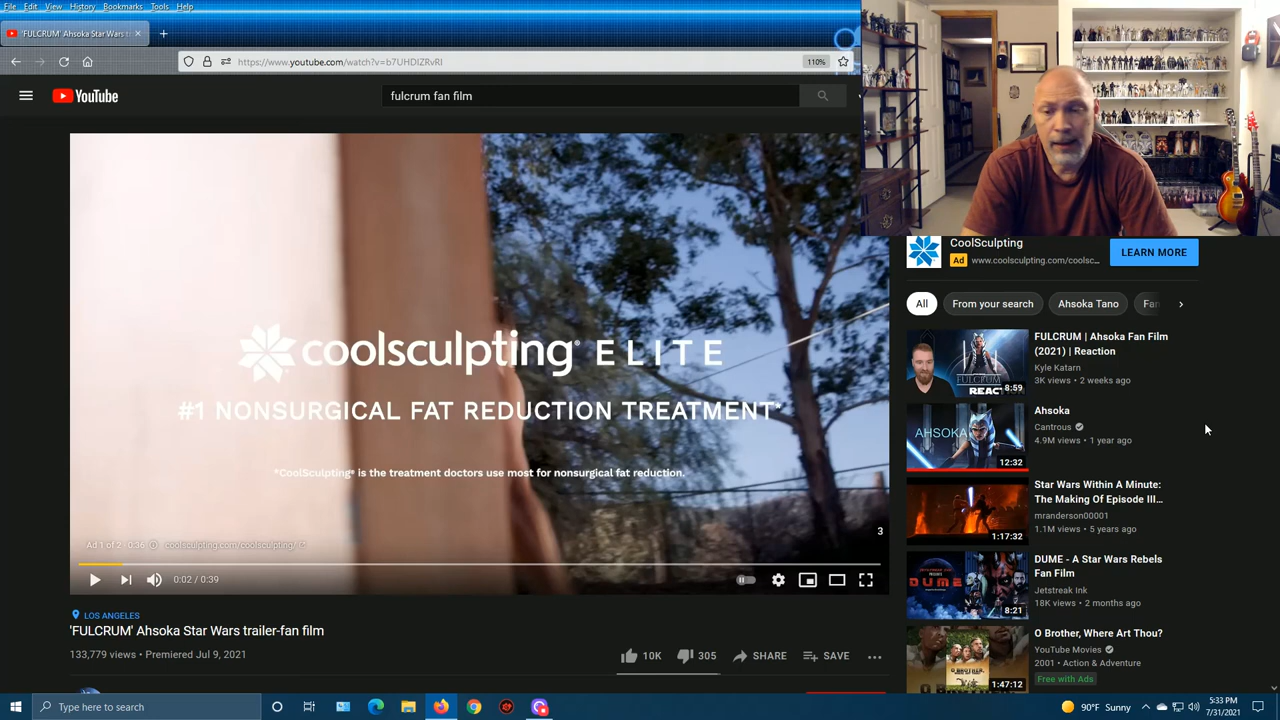 File Edit View History Bookmarks Tools Help
'FULCRUM' Ahsoka Star Wars t
https://www.youtube.com/watch?v=b7UHDIZRvRI
110%
YouTube
fulcrum fan film
coolsculpting® ELITE
#1 NONSURGICAL FAT REDUCTION TREATMENT*
*CoolSculpting® is the treatment doctors use most for nonsurgical fat reduction.
3
Ad 1 of 2 · 0:36 coolsculpting.com/coolsculpting/
0:02 / 0:39
LOS ANGELES
'FULCRUM' Ahsoka Star Wars trailer-fan film
133,779 views • Premiered Jul 9, 2021
10K 305 SHARE SAVE
CoolSculpting
Ad www.coolsculpting.com/coolsc...
LEARN MORE
All From your search Ahsoka Tano Fan
FULCRUM | Ahsoka Fan Film
(2021) | Reaction
Kyle Katarn
3K views • 2 weeks ago
FULCRUM
REAC
8:59
Ahsoka
Cantrous
4.9M views • 1 year ago
AHSOKA
12:32
Star Wars Within A Minute:
The Making Of Episode III...
mranderson00001
1.1M views • 5 years ago
1:17:32
DUME - A Star Wars Rebels
Fan Film
Jetstreak Ink
18K views • 2 months ago
DUME
8:21
O Brother, Where Art Thou?
YouTube Movies
2001 • Action & Adventure
Free with Ads
1:47:12
Type here to search
90°F Sunny
5:33 PM
7/31/2021